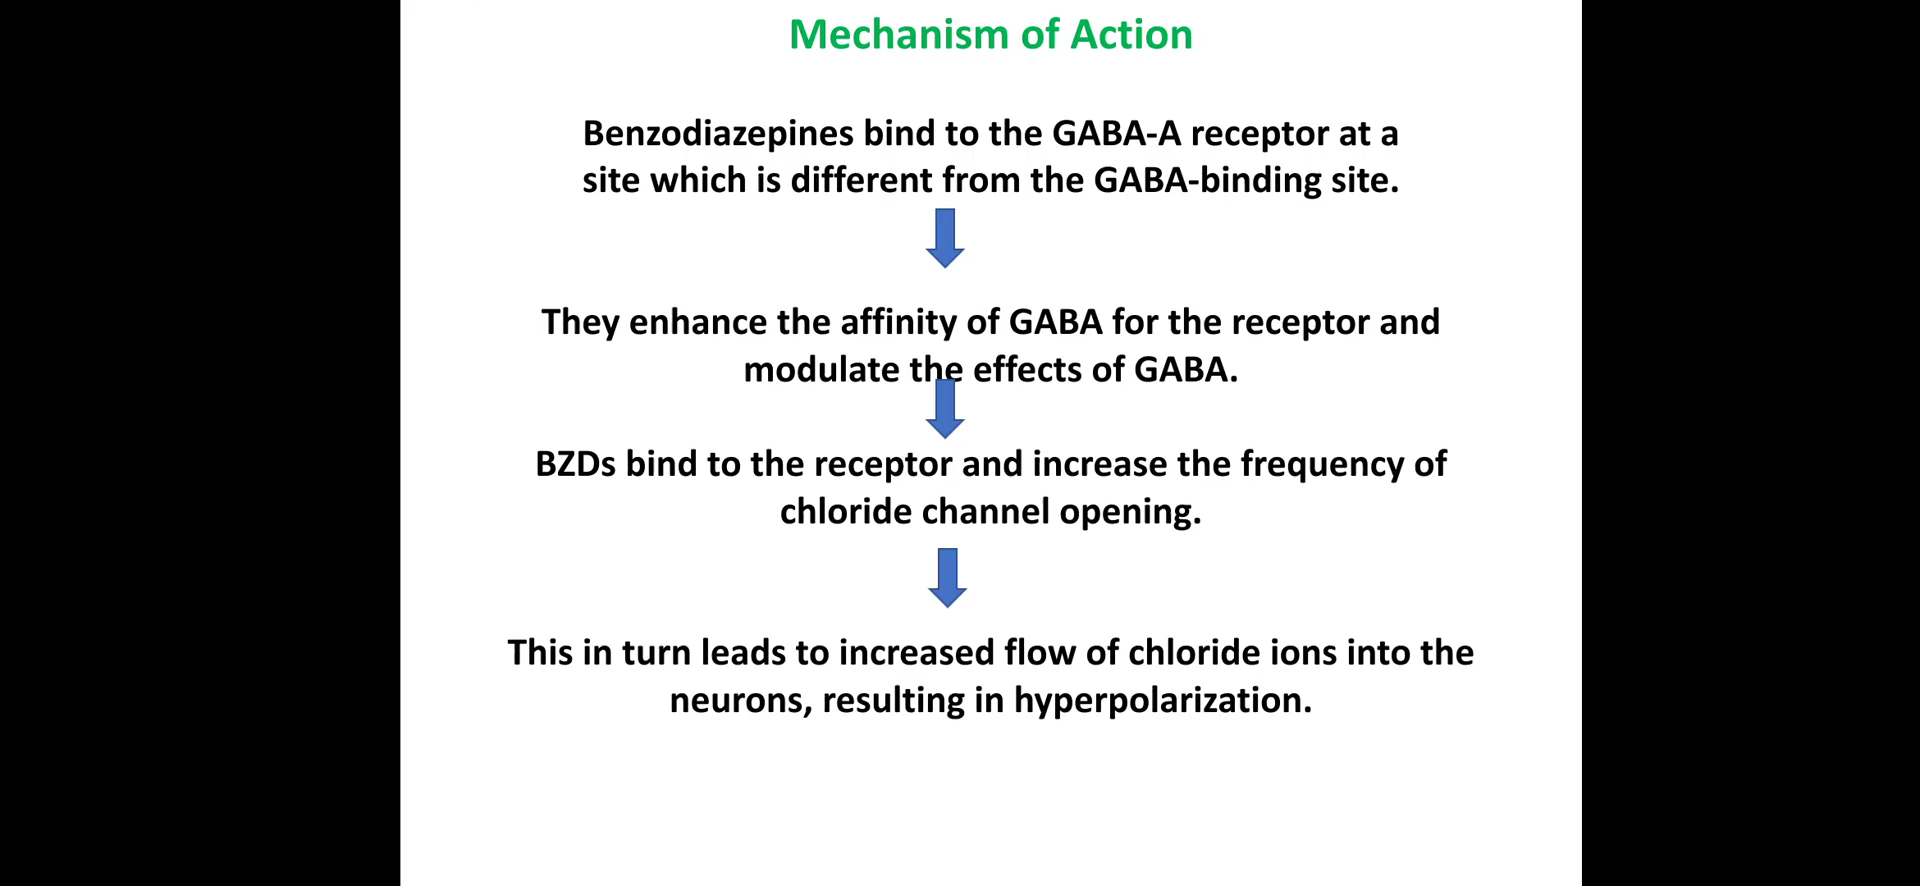 Mechanism of Action
Benzodiazepines bind to the GABA-A receptor at a
site which is different from the GABA-binding site.
They enhance the affinity of GABA for the receptor and
modulate the effects of GABA.
BZDs bind to the receptor and increase the frequency of
chloride channel opening.
This in turn leads to increased flow of chloride ions into the
neurons, resulting in hyperpolarization.